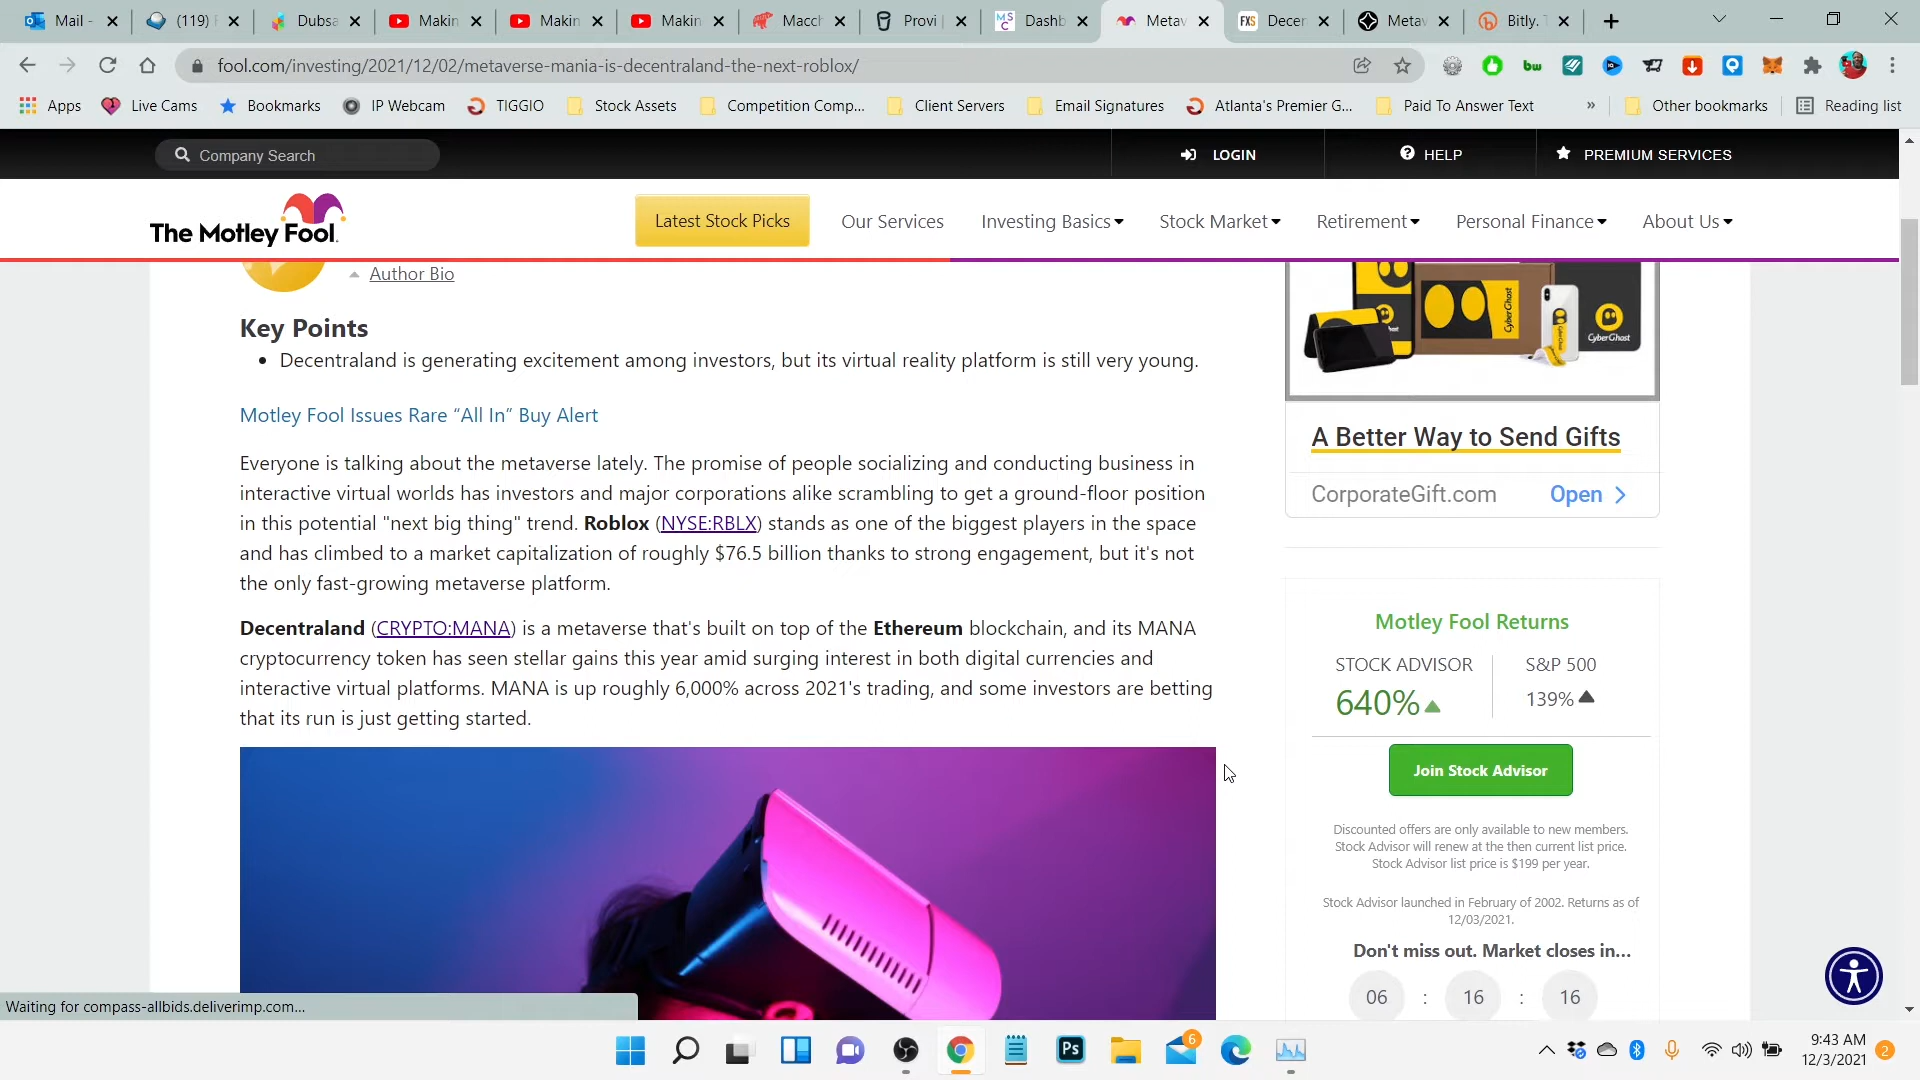 Mail -
(119)
Dubsa
Makin
Makin
Makin
Macch
Provi
MSC
Dashb
Metav
FXS
Decer
Metav
Bitly. T
fool.com/investing/2021/12/02/metaverse-mania-is-decentraland-the-next-roblox/
bw
Apps
Live Cams
Bookmarks
IP Webcam
TIGGIO
Stock Assets
Competition Comp...
Client Servers
Email Signatures
Atlanta's Premier G...
Paid To Answer Text
»
Other bookmarks
Reading list
Company Search
LOGIN
HELP
PREMIUM SERVICES
The Motley Fool.
Latest Stock Picks
Our Services
Investing Basics
Stock Market
Retirement
Personal Finance
About Us
Author Bio
Key Points
• Decentraland is generating excitement among investors, but its virtual reality platform is still very young.
Motley Fool Issues Rare “All In” Buy Alert
Everyone is talking about the metaverse lately. The promise of people socializing and conducting business in
interactive virtual worlds has investors and major corporations alike scrambling to get a ground-floor position
in this potential "next big thing" trend. Roblox (NYSE:RBLX) stands as one of the biggest players in the space
and has climbed to a market capitalization of roughly $76.5 billion thanks to strong engagement, but it's not
the only fast-growing metaverse platform.
Decentraland (CRYPTO:MANA) is a metaverse that's built on top of the Ethereum blockchain, and its MANA
cryptocurrency token has seen stellar gains this year amid surging interest in both digital currencies and
interactive virtual platforms. MANA is up roughly 6,000% across 2021's trading, and some investors are betting
that its run is just getting started.
CyberGhost
CyberGhost
A Better Way to Send Gifts
CorporateGift.com
Open
Motley Fool Returns
STOCK ADVISOR
S&P 500
640%
139%
Join Stock Advisor
Discounted offers are only available to new members.
Stock Advisor will renew at the then current list price.
Stock Advisor list price is $199 per year.
Stock Advisor launched in February of 2002. Returns as of
12/03/2021.
Don't miss out. Market closes in...
06 : 16 : 16
Waiting for compass-allbids.deliverimp.com...
Ps
6
9:43 AM
12/3/2021
2